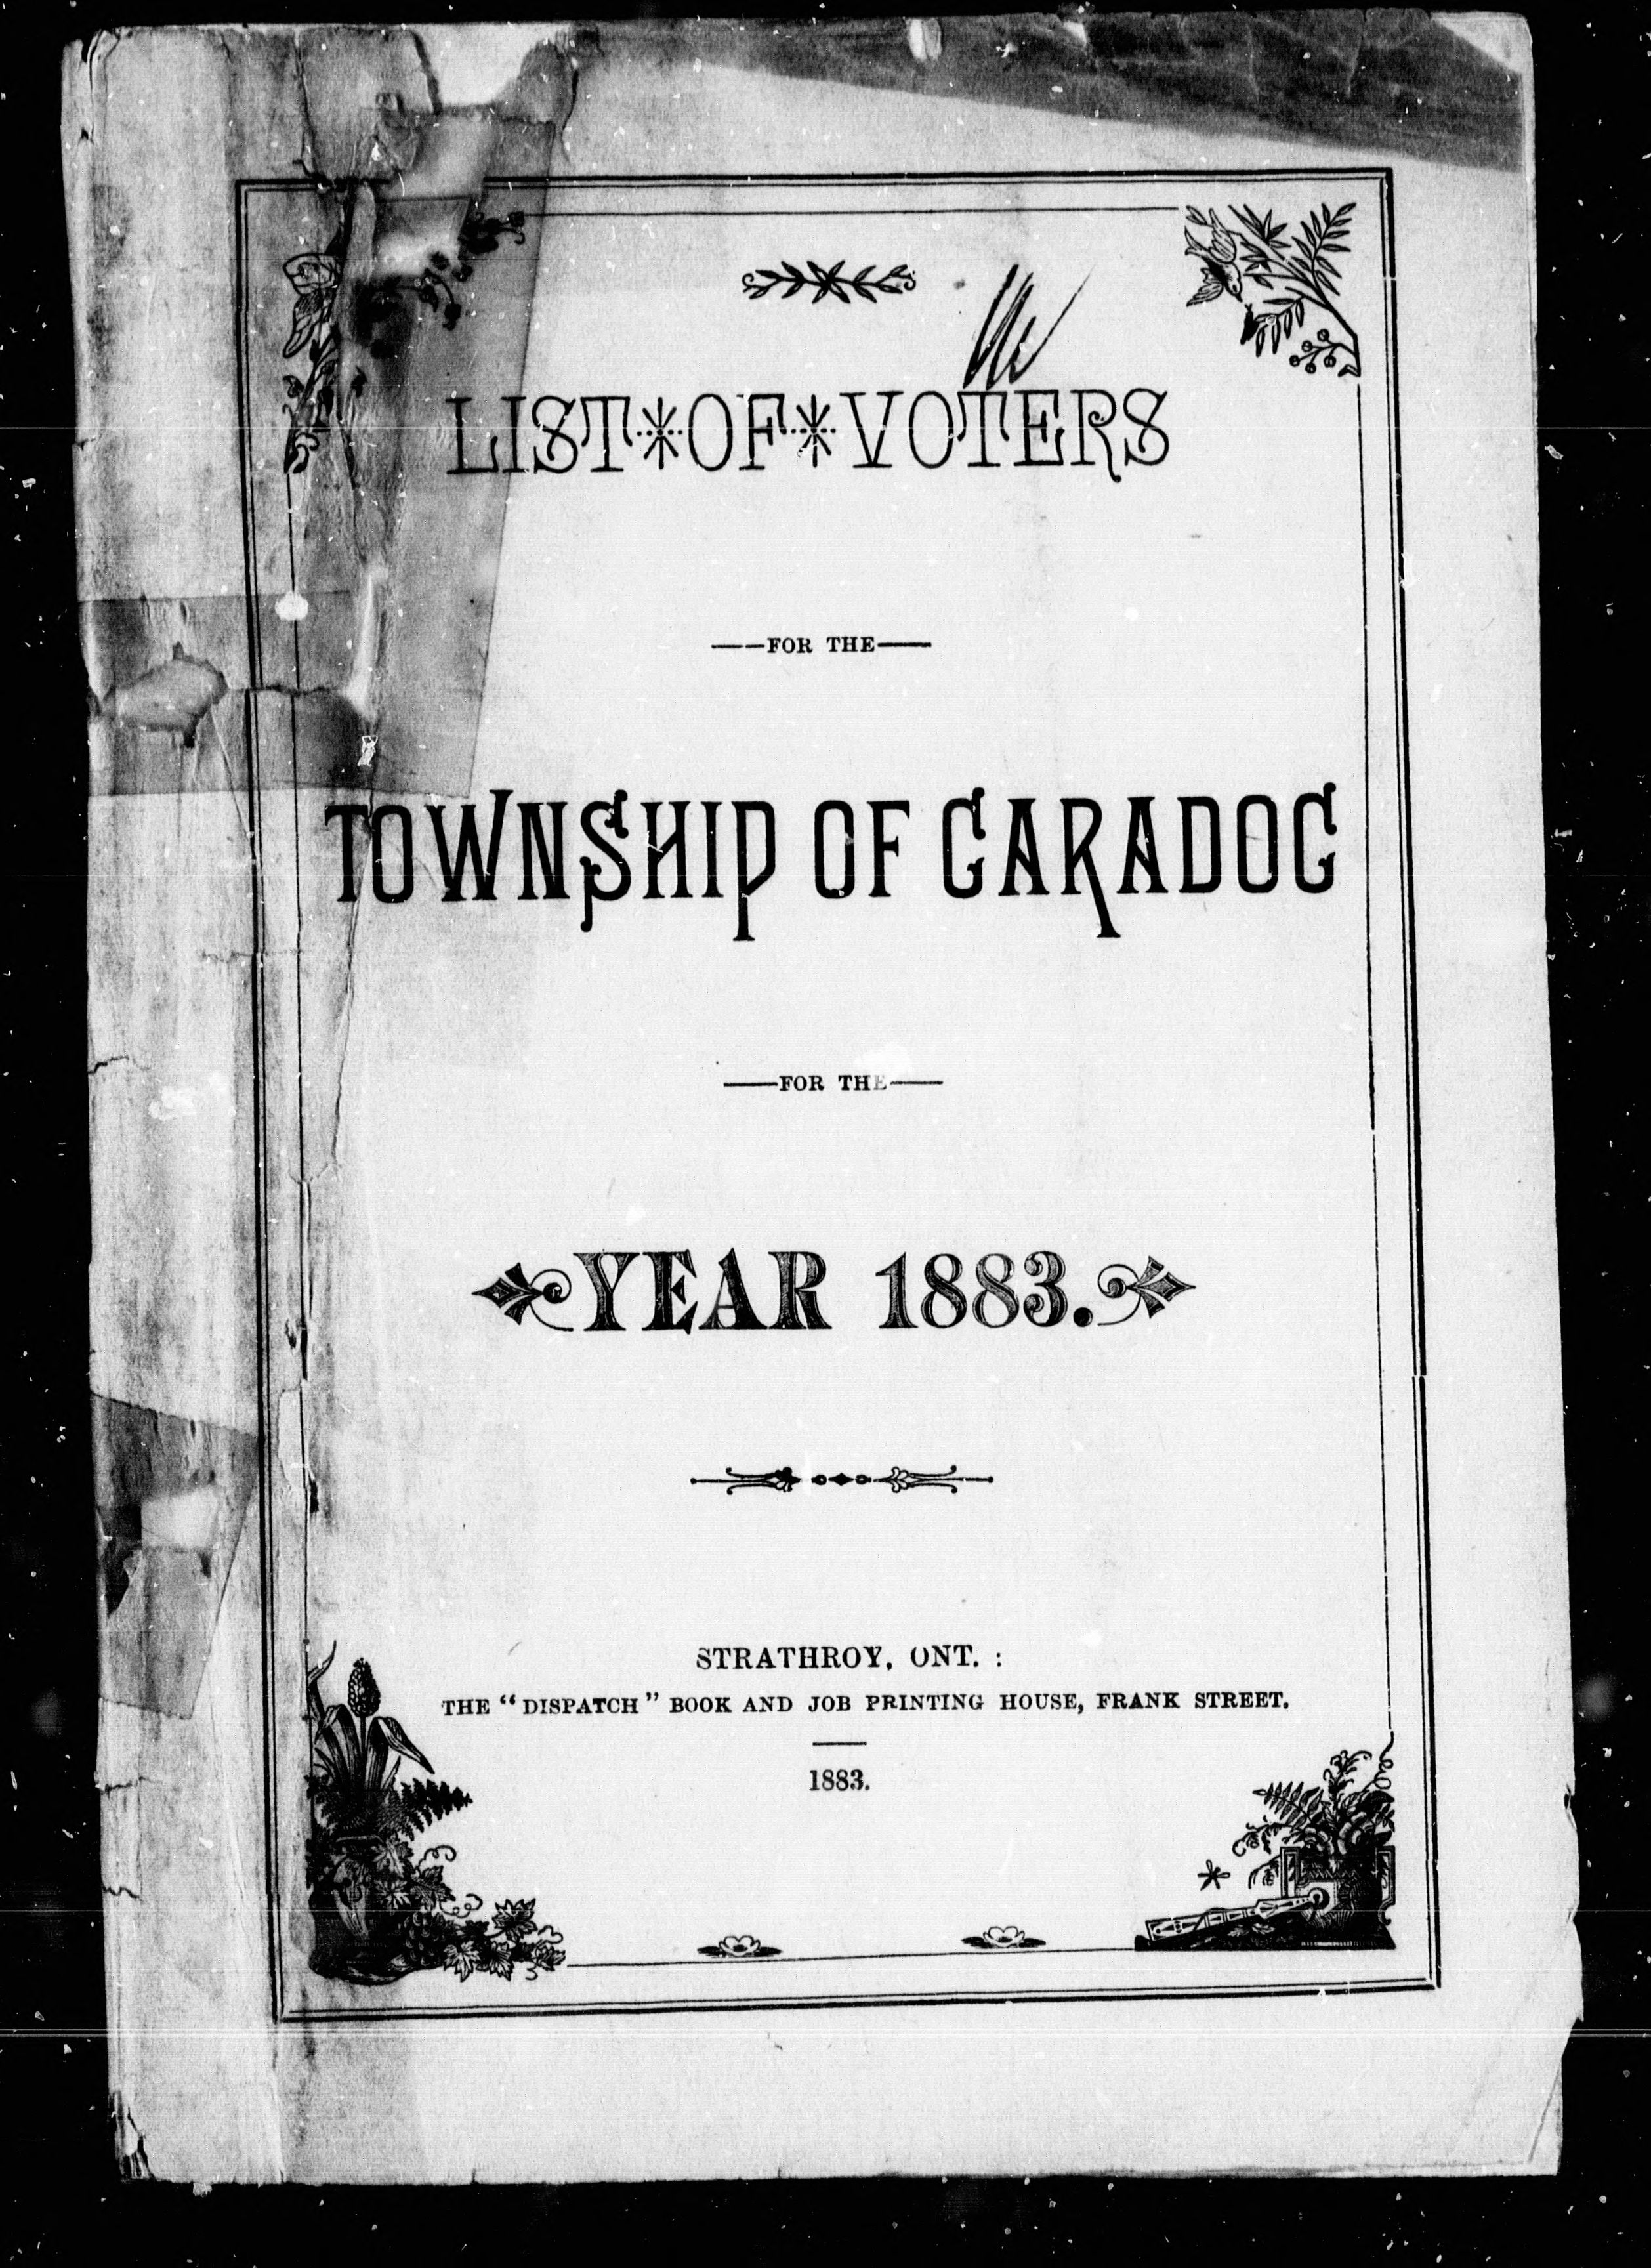 LIST OF VOTERS
—FOR THE—
TOWNSHIP OF CARADOC
—FOR THE—
YEAR 1883.
STRATHROY, ONT. :
THE “DISPATCH” BOOK AND JOB PRINTING HOUSE, FRANK STREET.
1883.